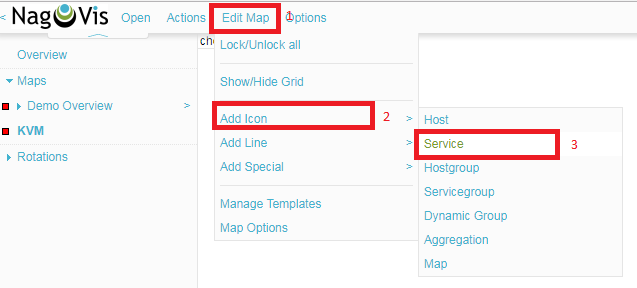 < NagVis Open Actions Edit Map 1 Options
che
Lock/Unlock all
Overview
Maps
Show/Hide Grid
Demo Overview >
Add Icon > 2
Host
KVM
Add Line >
Service 3
Rotations
Add Special >
Hostgroup
Servicegroup
Manage Templates
Dynamic Group
Map Options
Aggregation
Map